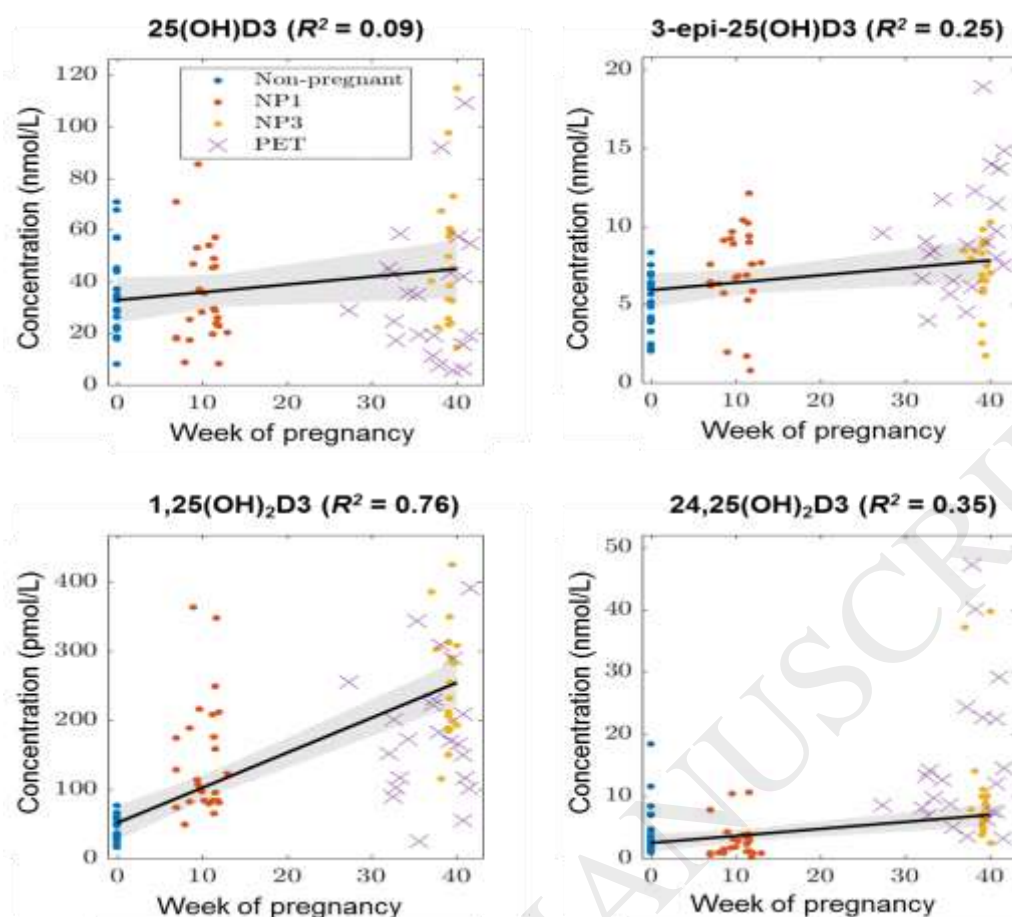 25(OH)D3 (R² = 0.09)
Concentration (nmol/L)
120
100
80
60
40
20
0
Non-pregnant
NP1
NP3
PET
0 10 20 30 40
Week of pregnancy
3-epi-25(OH)D3 (R² = 0.25)
Concentration (nmol/L)
20
15
10
5
0
0 10 20 30 40
Week of pregnancy
1,25(OH)₂D3 (R² = 0.76)
Concentration (pmol/L)
400
300
200
100
0
0 10 20 30 40
Week of pregnancy
24,25(OH)₂D3 (R² = 0.35)
Concentration (nmol/L)
50
40
30
20
10
0
0 10 20 30 40
Week of pregnancy